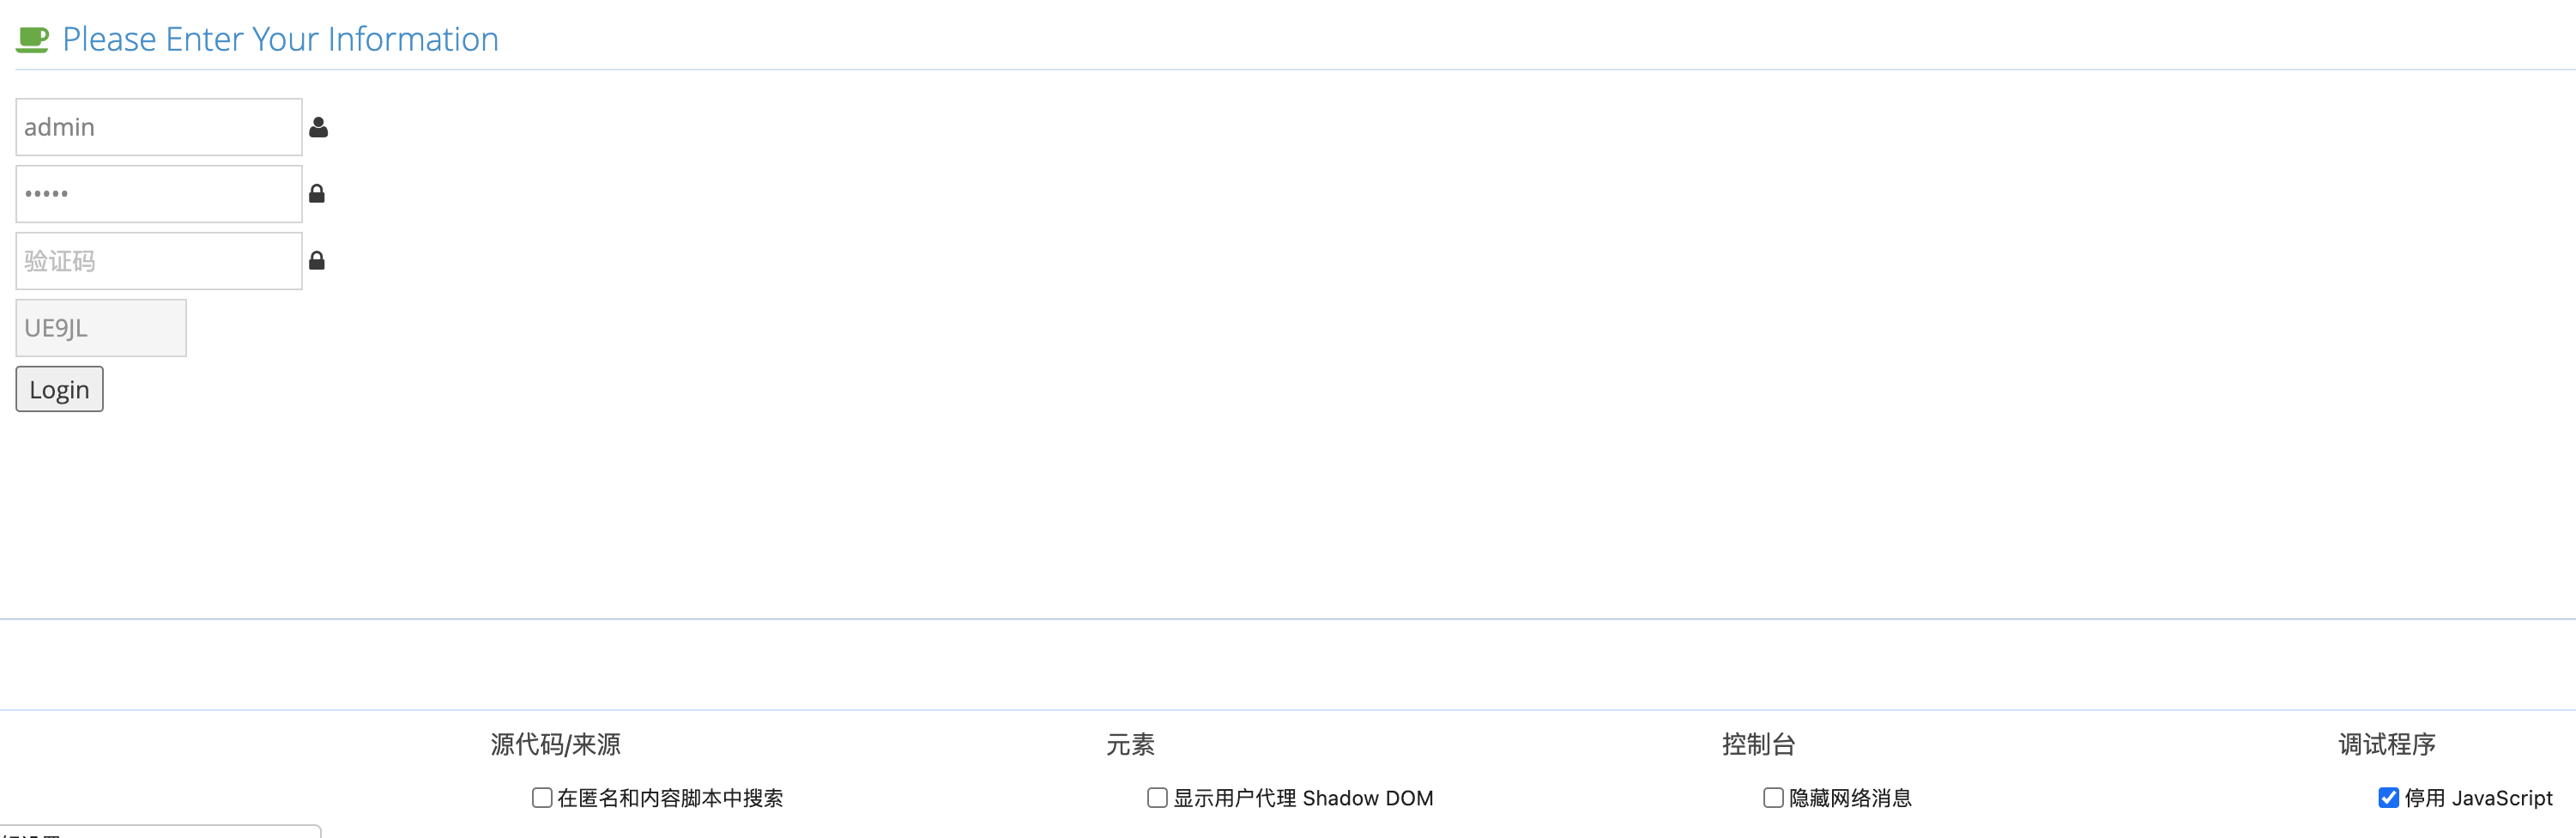 Please Enter Your Information
admin
•••••
验证码
UE9JL
Login
源代码/来源 元素 控制台 调试程序
在匿名和内容脚本中搜索 显示用户代理 Shadow DOM 隐藏网络消息 停用 JavaScript